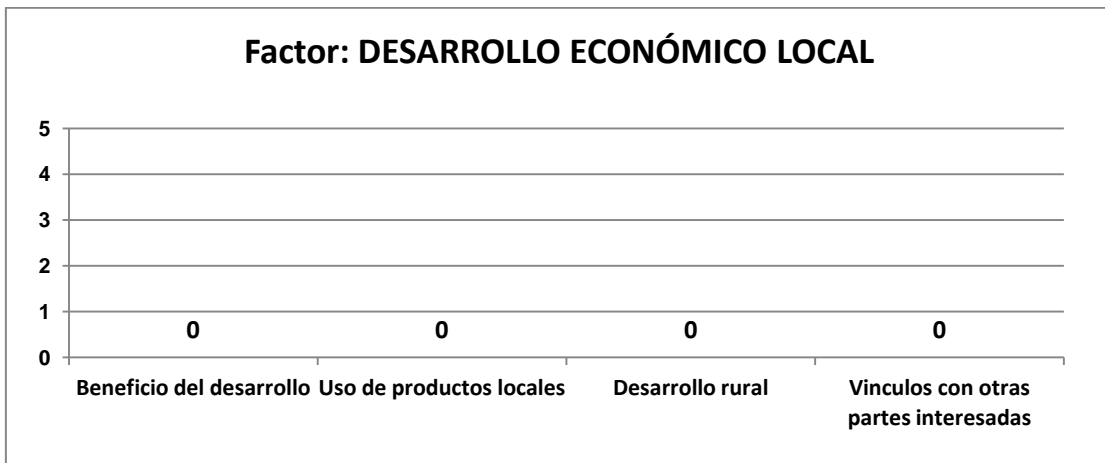 Factor: DESARROLLO ECONÓMICO LOCAL
5
4
3
2
1
0
0 0 0 0
Beneficio del desarrollo Uso de productos locales Desarrollo rural Vinculos con otras
partes interesadas